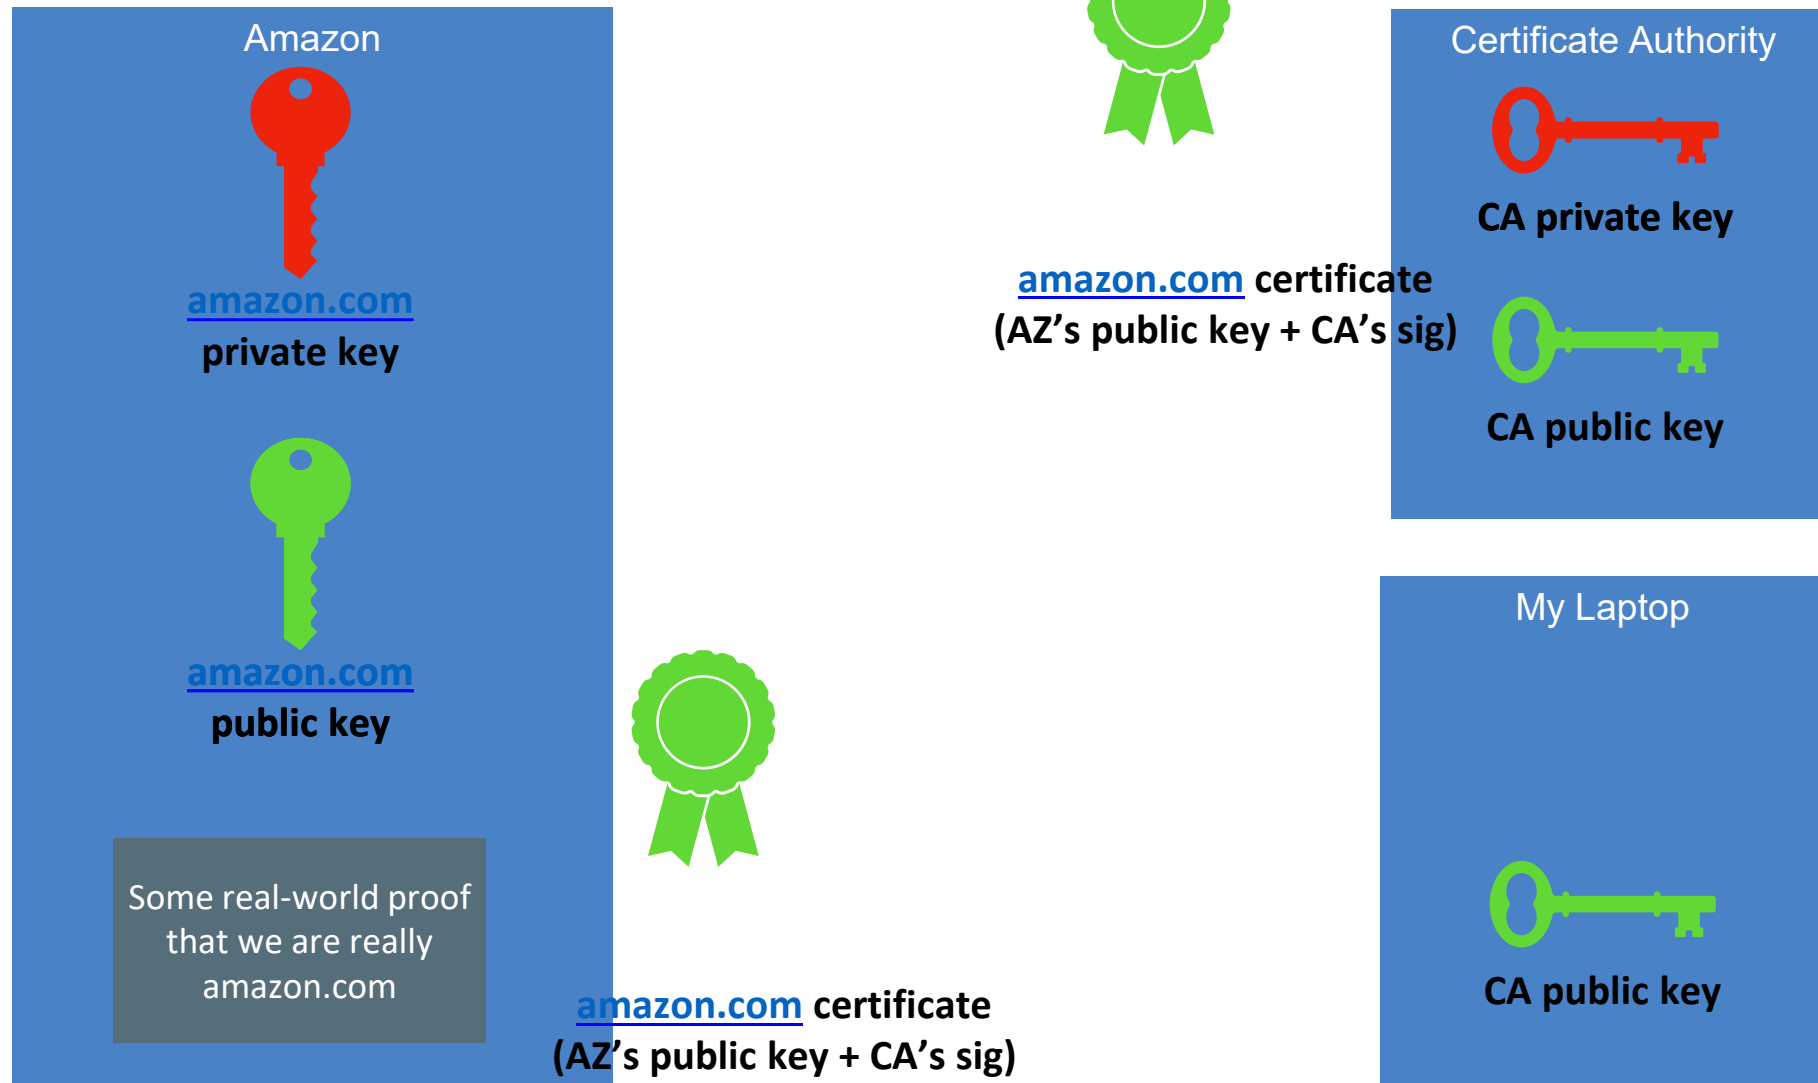 Amazon
amazon.com
private key
amazon.com
public key
Some real-world proof
that we are really
amazon.com
amazon.com certificate
(AZ’s public key + CA’s sig)
amazon.com certificate
(AZ’s public key + CA’s sig)
Certificate Authority
CA private key
CA public key
My Laptop
CA public key